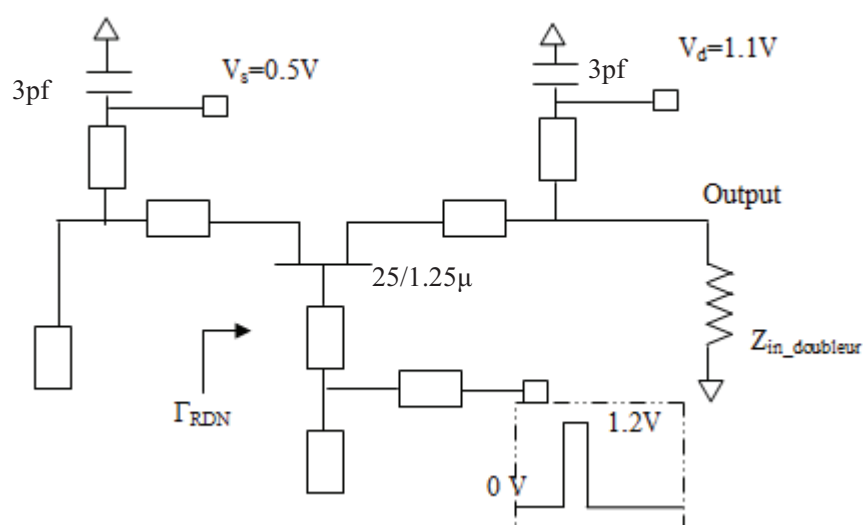 3pf
V_s=0.5V
3pf
V_d=1.1V
Output
25/1.25μ
Z_in_doubleur
Γ_RDN
1.2V
0 V